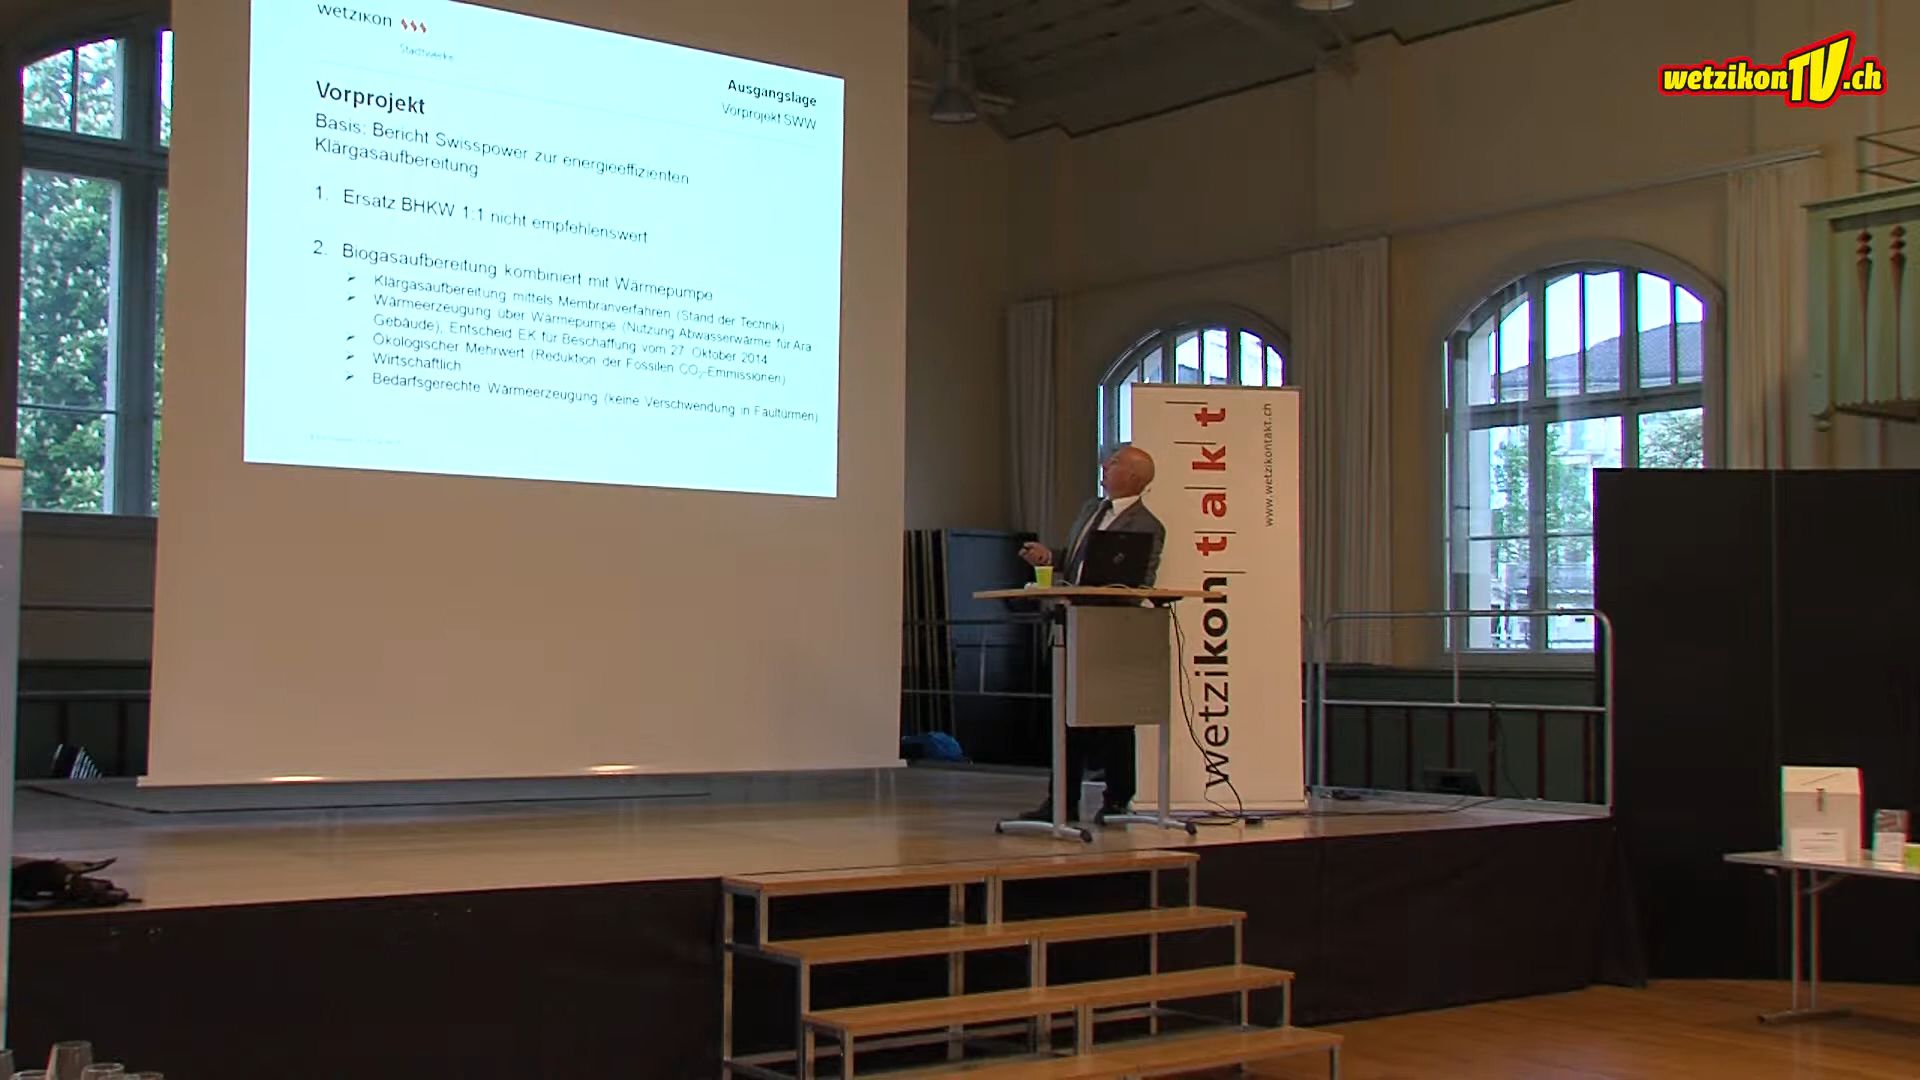 wetzikon
Stadtwerke
Ausgangslage
Vorprojekt SWW
Vorprojekt
Basis: Bericht Swisspower zur energieeffizienten
Klärgasaufbereitung
1. Ersatz BHKW 1:1 nicht empfehlenswert
2. Biogasaufbereitung kombiniert mit Wärmepumpe
Klärgasaufbereitung mittels Membranverfahren (Stand der Technik)
Wärmeerzeugung über Wärmepumpe (Nutzung Abwasserwärme für Ara
Gebäude), Entscheid EK für Beschaffung vom 27. Oktober 2014
Ökologischer Mehrwert (Reduktion der Fossilen CO2-Emmissionen)
Wirtschaftlich
Bedarfsgerechte Wärmeerzeugung (keine Verschwendung in Faultürmen)
wetzikonTV.ch
wetzikon t|a|k|t
www.wetzikontakt.ch